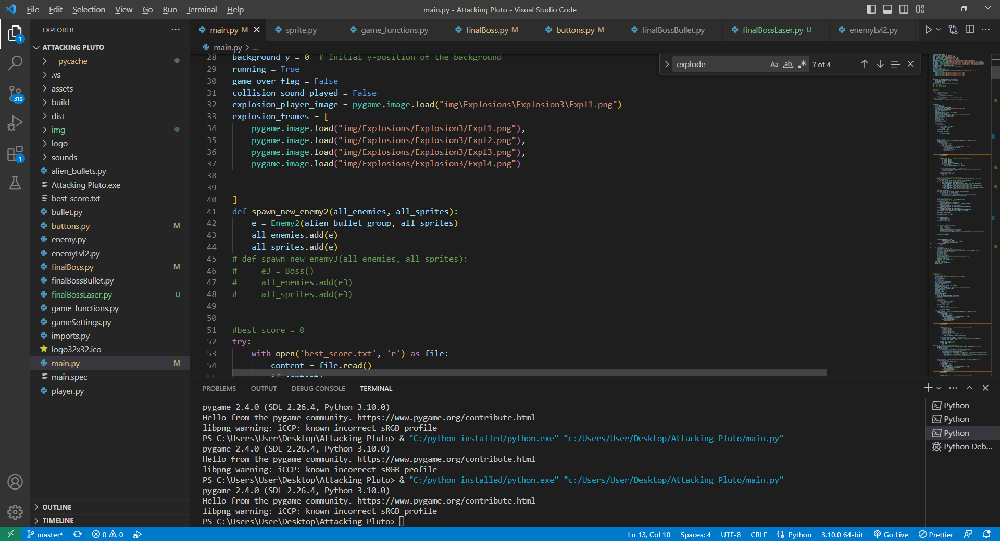 File Edit Selection View Go Run Terminal Help
main.py - Attacking Pluto - Visual Studio Code
EXPLORER
main.py M
sprite.py
game_functions.py
finalBoss.py M
buttons.py M
finalBossBullet.py
finalBossLaser.py U
enemyLvl2.py
ATTACKING PLUTO
__pycache__
.vs
assets
build
dist
img
logo
sounds
alien_bullets.py
Attacking Pluto.exe
best_score.txt
bullet.py
buttons.py M
enemy.py
enemyLvl2.py
finalBoss.py M
finalBossBullet.py
finalBossLaser.py U
game_functions.py
gameSettings.py
imports.py
logo32x32.ico
main.py M
main.spec
player.py
OUTLINE
TIMELINE
1
310
1
main.py > ...
explode
Aa ab
? of 4
28 background_y = 0  # Initial y-position of the background
29 running = True
30 game_over_flag = False
31 collision_sound_played = False
32 explosion_player_image = pygame.image.load("img\Explosions\Explosion3\Expl1.png")
33 explosion_frames = [
34     pygame.image.load("img/Explosions/Explosion3/Expl1.png"),
35     pygame.image.load("img/Explosions/Explosion3/Expl2.png"),
36     pygame.image.load("img/Explosions/Explosion3/Expl3.png"),
37     pygame.image.load("img/Explosions/Explosion3/Expl4.png")
38
39
40 ]
41 def spawn_new_enemy2(all_enemies, all_sprites):
42     e = Enemy2(alien_bullet_group, all_sprites)
43     all_enemies.add(e)
44     all_sprites.add(e)
45 # def spawn_new_enemy3(all_enemies, all_sprites):
46 #     e3 = Boss()
47 #     all_enemies.add(e3)
48 #     all_sprites.add(e3)
49
50
51 #best_score = 0
52 try:
53     with open('best_score.txt', 'r') as file:
54         content = file.read()
PROBLEMS OUTPUT DEBUG CONSOLE TERMINAL
pygame 2.4.0 (SDL 2.26.4, Python 3.10.0)
Hello from the pygame community. https://www.pygame.org/contribute.html
libpng warning: iCCP: known incorrect sRGB profile
PS C:\Users\User\Desktop\Attacking Pluto> & "C:/python installed/python.exe" "c:/Users/User/Desktop/Attacking Pluto/main.py"
pygame 2.4.0 (SDL 2.26.4, Python 3.10.0)
Hello from the pygame community. https://www.pygame.org/contribute.html
libpng warning: iCCP: known incorrect sRGB profile
PS C:\Users\User\Desktop\Attacking Pluto> & "C:/python installed/python.exe" "c:/Users/User/Desktop/Attacking Pluto/main.py"
pygame 2.4.0 (SDL 2.26.4, Python 3.10.0)
Hello from the pygame community. https://www.pygame.org/contribute.html
libpng warning: iCCP: known incorrect sRGB profile
PS C:\Users\User\Desktop\Attacking Pluto>
Python
Python
Python
Python Deb...
master* 0 0
Ln 13, Col 10 Spaces: 4 UTF-8 CRLF Python 3.10.0 64-bit Go Live Prettier